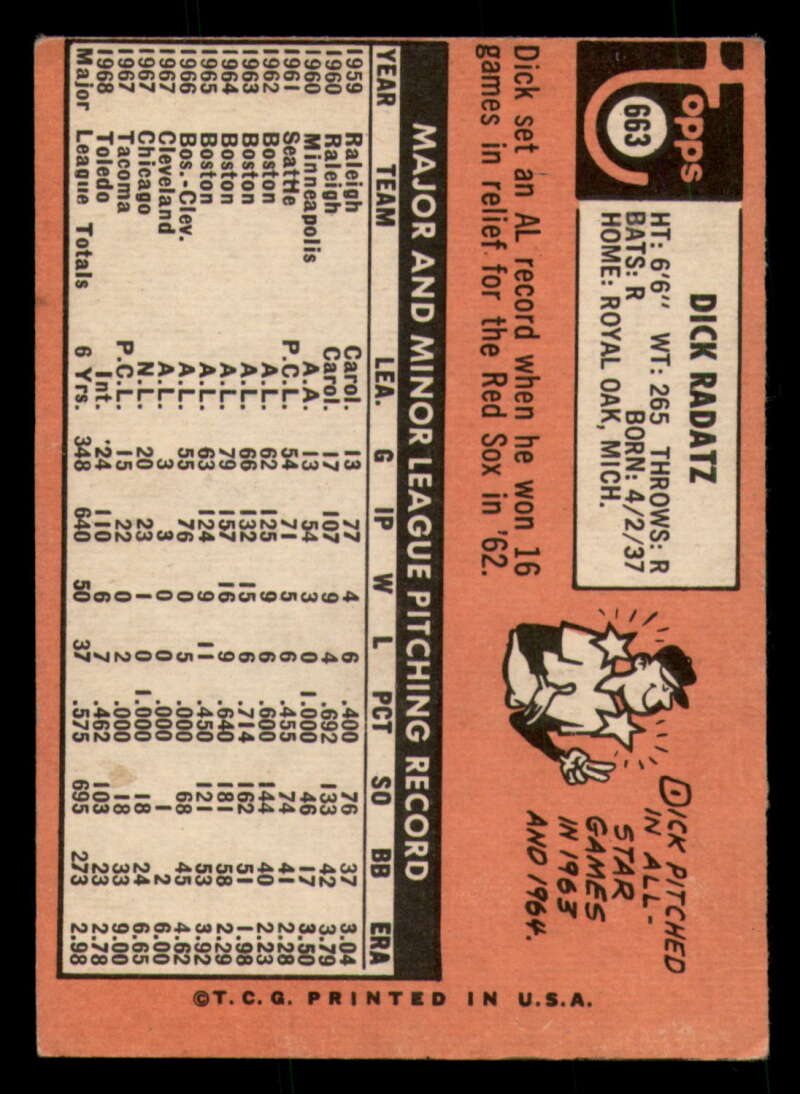 Topps
663
DICK RADATZ
HT: 6'6" WT: 265 THROWS: R
BATS: R BORN: 4/2/37
HOME: ROYAL OAK, MICH.
Dick set an AL record when he won 16
games in relief for the Red Sox in '62.
DICK PITCHED
IN ALL-
STAR
GAMES
IN 1963
AND 1964.
MAJOR AND MINOR LEAGUE PITCHING RECORD
YEAR TEAM LEA. G IP W L PCT SO BB ERA
1959 Raleigh Carol. 13 77 4 6 .400 76 37 3.04
1960 Raleigh Carol. 17 107 9 4 .692 133 42 3.79
1960 Minneapolis A.A. 13 54 3 0 1.000 46 17 3.50
1961 Seattle P.C.L. 54 71 5 6 .455 74 41 2.28
1962 Boston A.L. 62 125 9 6 .600 144 40 2.23
1963 Boston A.L. 66 132 15 6 .714 162 51 1.98
1964 Boston A.L. 79 157 16 9 .640 181 58 2.29
1965 Boston A.L. 63 124 9 11 .450 121 53 3.92
1966 Bos.-Clev. A.L. 55 76 0 5 .000 68 45 4.62
1967 Cleveland A.L. 3 3 0 0 .000 1 2 6.00
1967 Chicago N.L. 20 23 1 0 1.000 18 24 6.65
1967 Tacoma P.C.L. 15 22 0 2 .000 18 33 9.00
1968 Toledo Int. '24 110 6 7 .462 103 23 2.78
Major League Totals 6 Yrs. 348 640 50 37 .575 695 273 2.98
©T.C.G. PRINTED IN U.S.A.